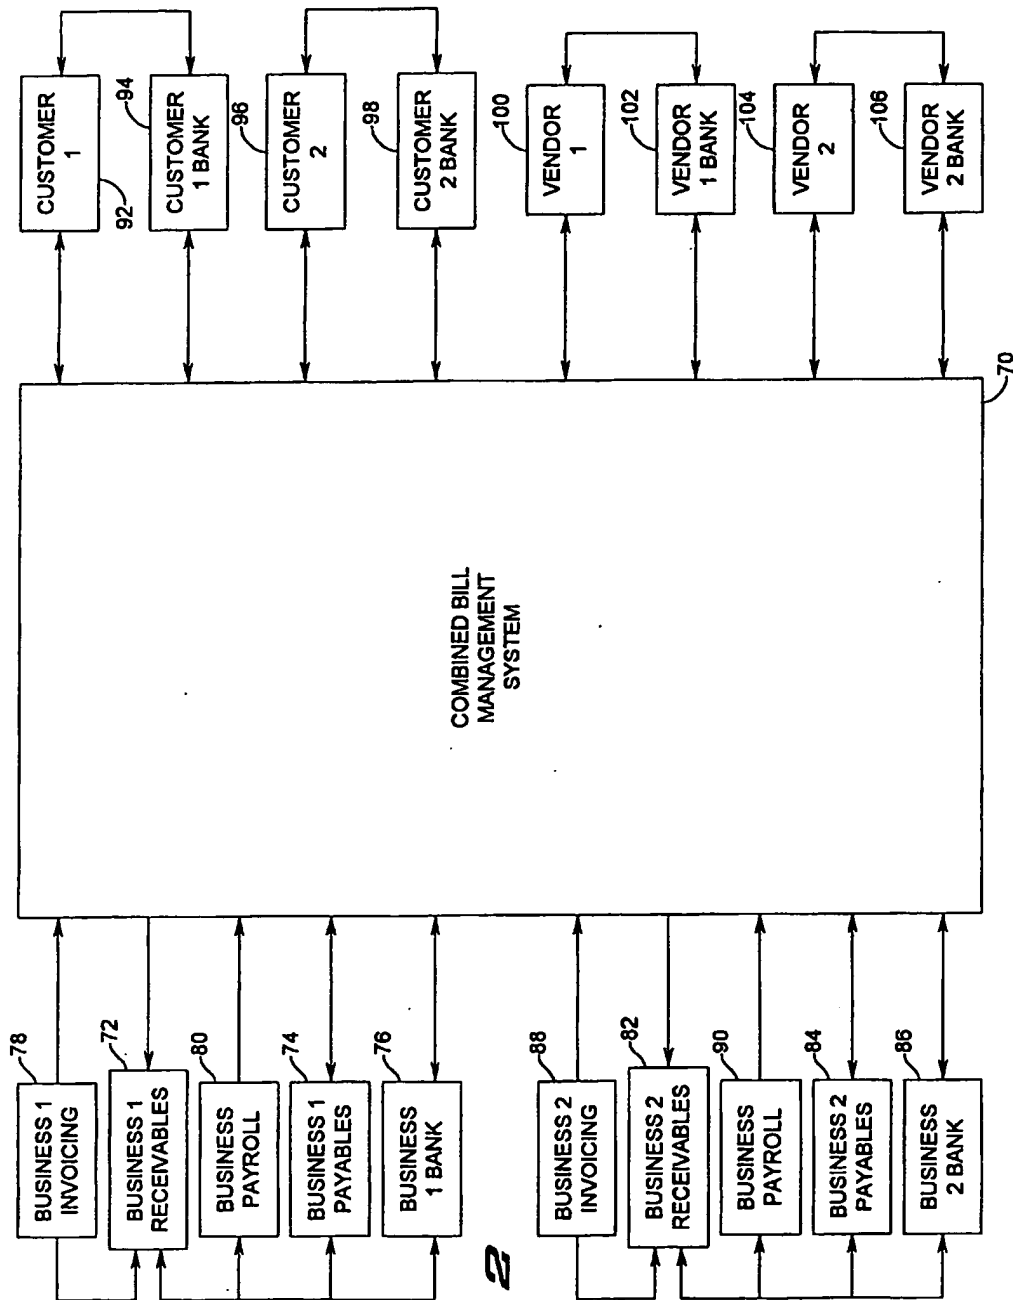 78
BUSINESS 1
INVOICING
72
BUSINESS 1
RECEIVABLES
80
BUSINESS
PAYROLL
74
BUSINESS 1
PAYABLES
76
BUSINESS
1 BANK
2
88
BUSINESS 2
INVOICING
82
BUSINESS 2
RECEIVABLES
90
BUSINESS
PAYROLL
84
BUSINESS 2
PAYABLES
86
BUSINESS
2 BANK
COMBINED BILL
MANAGEMENT
SYSTEM
70
CUSTOMER
1
92
94
CUSTOMER
1 BANK
96
CUSTOMER
2
98
CUSTOMER
2 BANK
100
VENDOR
1
102
VENDOR
1 BANK
104
VENDOR
2
106
VENDOR
2 BANK